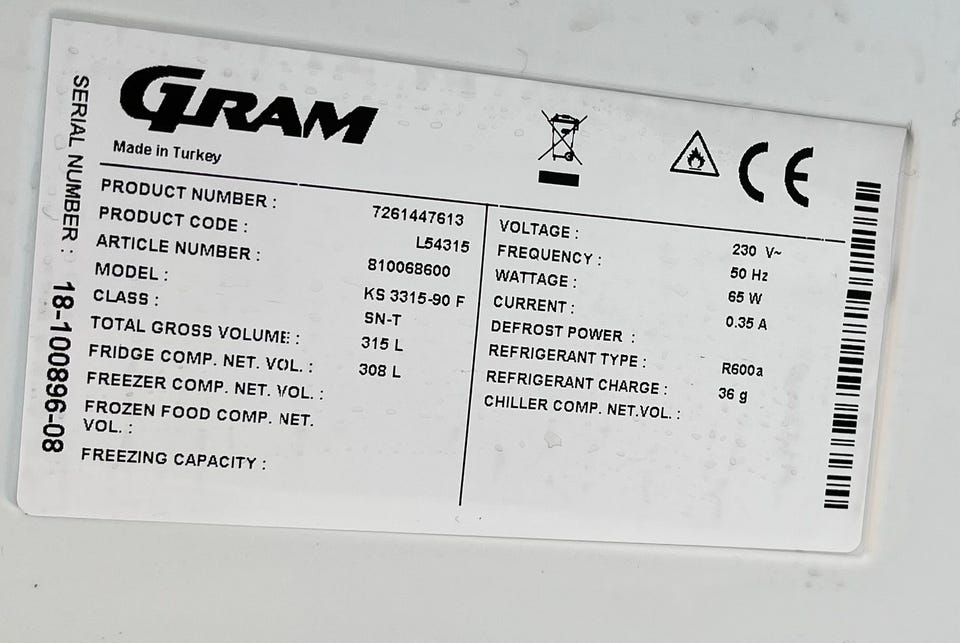 GRAM
Made in Turkey
SERIAL NUMBER : 18-100896-08
PRODUCT NUMBER : 7261447613
PRODUCT CODE : L54315
ARTICLE NUMBER : 810068600
MODEL : KS 3315-90 F
CLASS : SN-T
TOTAL GROSS VOLUME : 315 L
FRIDGE COMP. NET. VOL. : 308 L
FREEZER COMP. NET. VOL. :
FROZEN FOOD COMP. NET.
VOL. :
FREEZING CAPACITY :
CE
VOLTAGE : 230 V~
FREQUENCY : 50 Hz
WATTAGE : 65 W
CURRENT : 0.35 A
DEFROST POWER :
REFRIGERANT TYPE : R600a
REFRIGERANT CHARGE : 36 g
CHILLER COMP. NET.VOL. :